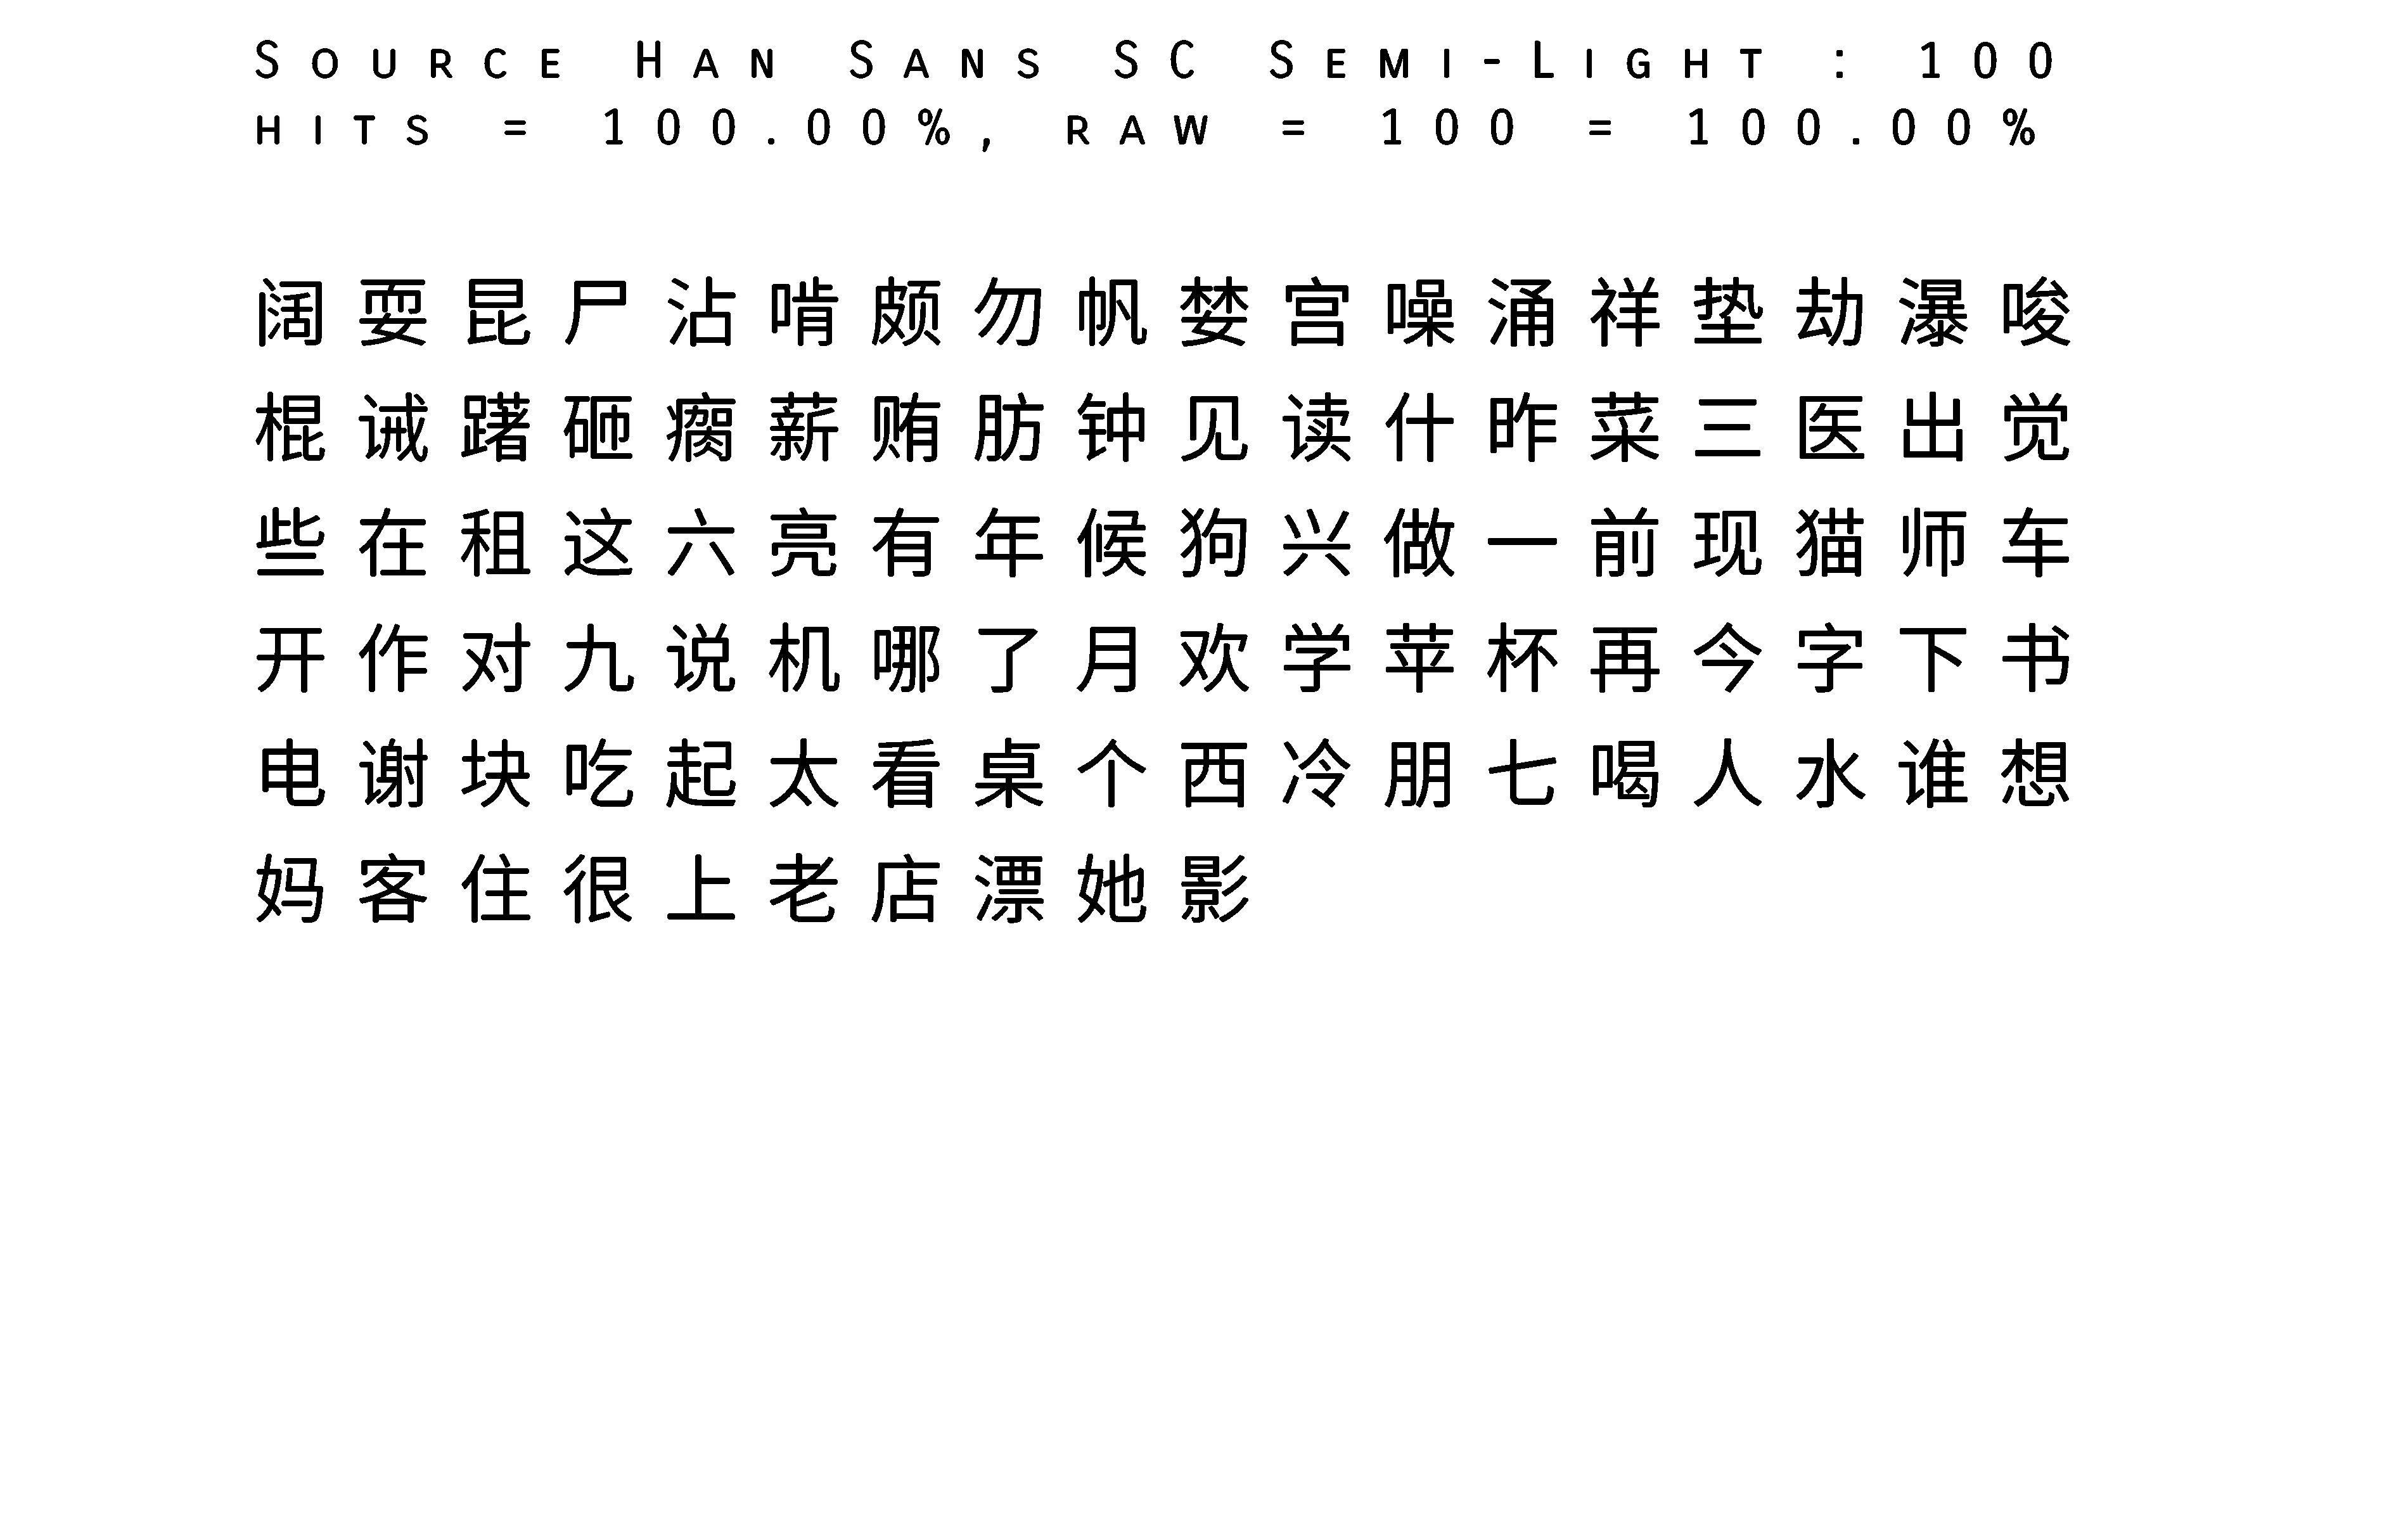 Source Han Sans SC Semi-Light : 100
hits = 100.00%, raw = 100 = 100.00%
阔耍昆尸沾啃颇勿帆婪宫噪涌祥垫劫瀑唆
棍诫躇砸瘸薪贿肪钟见读什昨菜三医出觉
些在租这六亮有年候狗兴做一前现猫师车
开作对九说机哪了月欢学苹杯再今字下书
电谢块吃起太看桌个西冷朋七喝人水谁想
妈客住很上老店漂她影